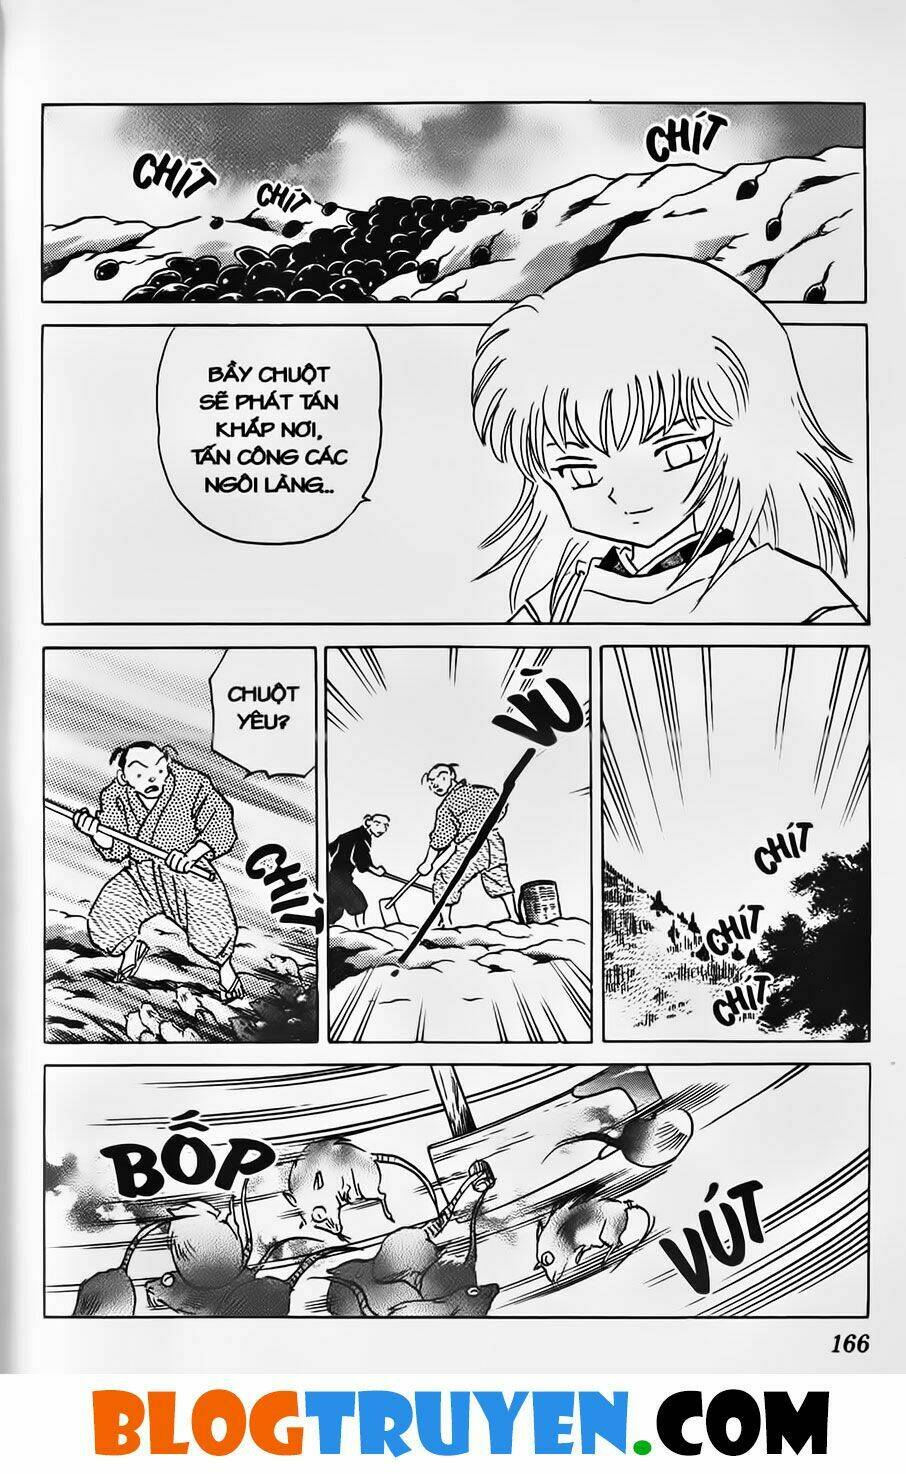 CHÍT
CHÍT
CHÍT
BẦY CHUỘT
SẼ PHÁT TÁN
KHẮP NƠI,
TẤN CÔNG CÁC
NGÔI LÀNG...
CHUỘT
YÊU?
CHÍT
VÚ
CHÍT
CHÍT
CHÍT
BỐP
VÚT
166
BLOGTRUYEN.COM